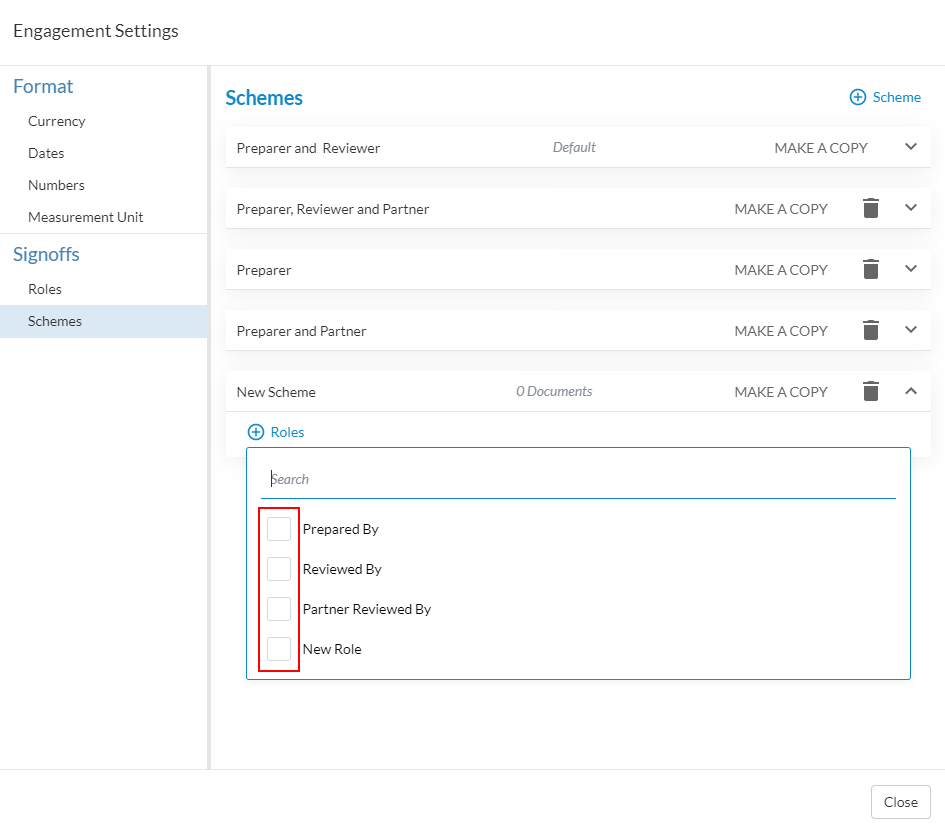 Engagement Settings
Format
Currency
Dates
Numbers
Measurement Unit
Signoffs
Roles
Schemes
Schemes
Scheme
Preparer and Reviewer Default MAKE A COPY
Preparer, Reviewer and Partner MAKE A COPY
Preparer MAKE A COPY
Preparer and Partner MAKE A COPY
New Scheme 0 Documents MAKE A COPY
Roles
Search
Prepared By
Reviewed By
Partner Reviewed By
New Role
Close